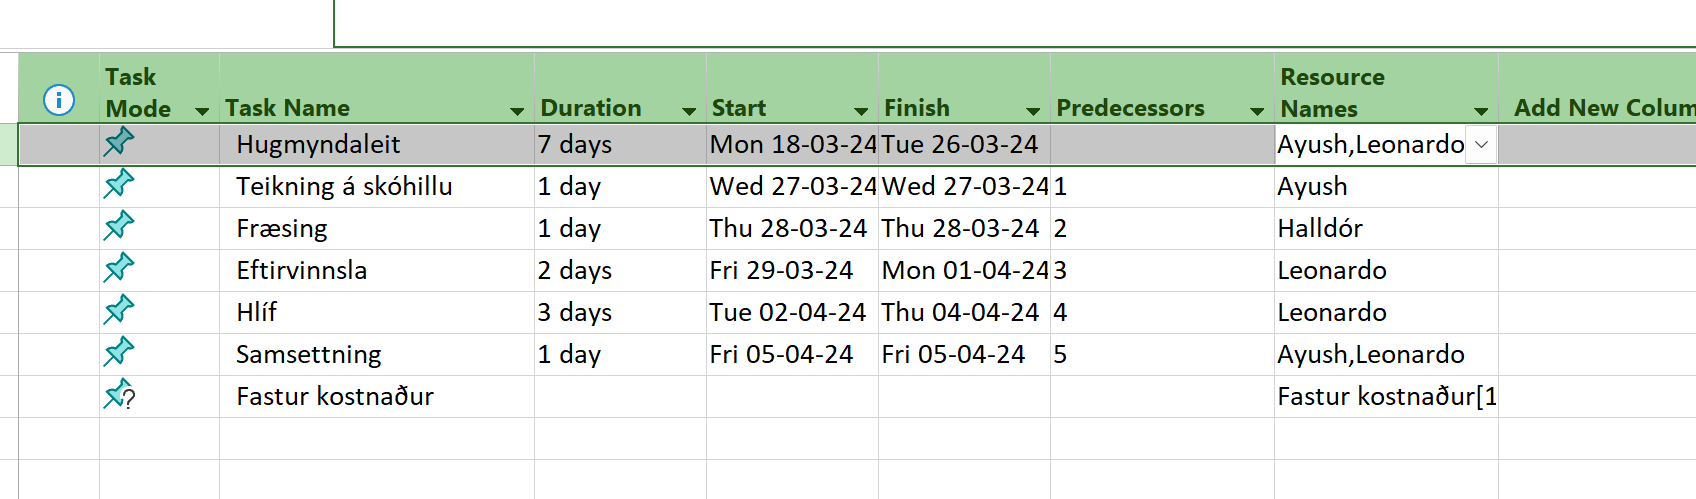 Task Mode Task Name Duration Start Finish Predecessors Resource Names Add New Colum
Hugmyndaleit 7 days Mon 18-03-24 Tue 26-03-24 Ayush,Leonardo
Teikning á skóhillu 1 day Wed 27-03-24 Wed 27-03-24 1 Ayush
Fræsing 1 day Thu 28-03-24 Thu 28-03-24 2 Halldór
Eftirvinnsla 2 days Fri 29-03-24 Mon 01-04-24 3 Leonardo
Hlíf 3 days Tue 02-04-24 Thu 04-04-24 4 Leonardo
Samsettning 1 day Fri 05-04-24 Fri 05-04-24 5 Ayush,Leonardo
? Fastur kostnaður Fastur kostnaður[1